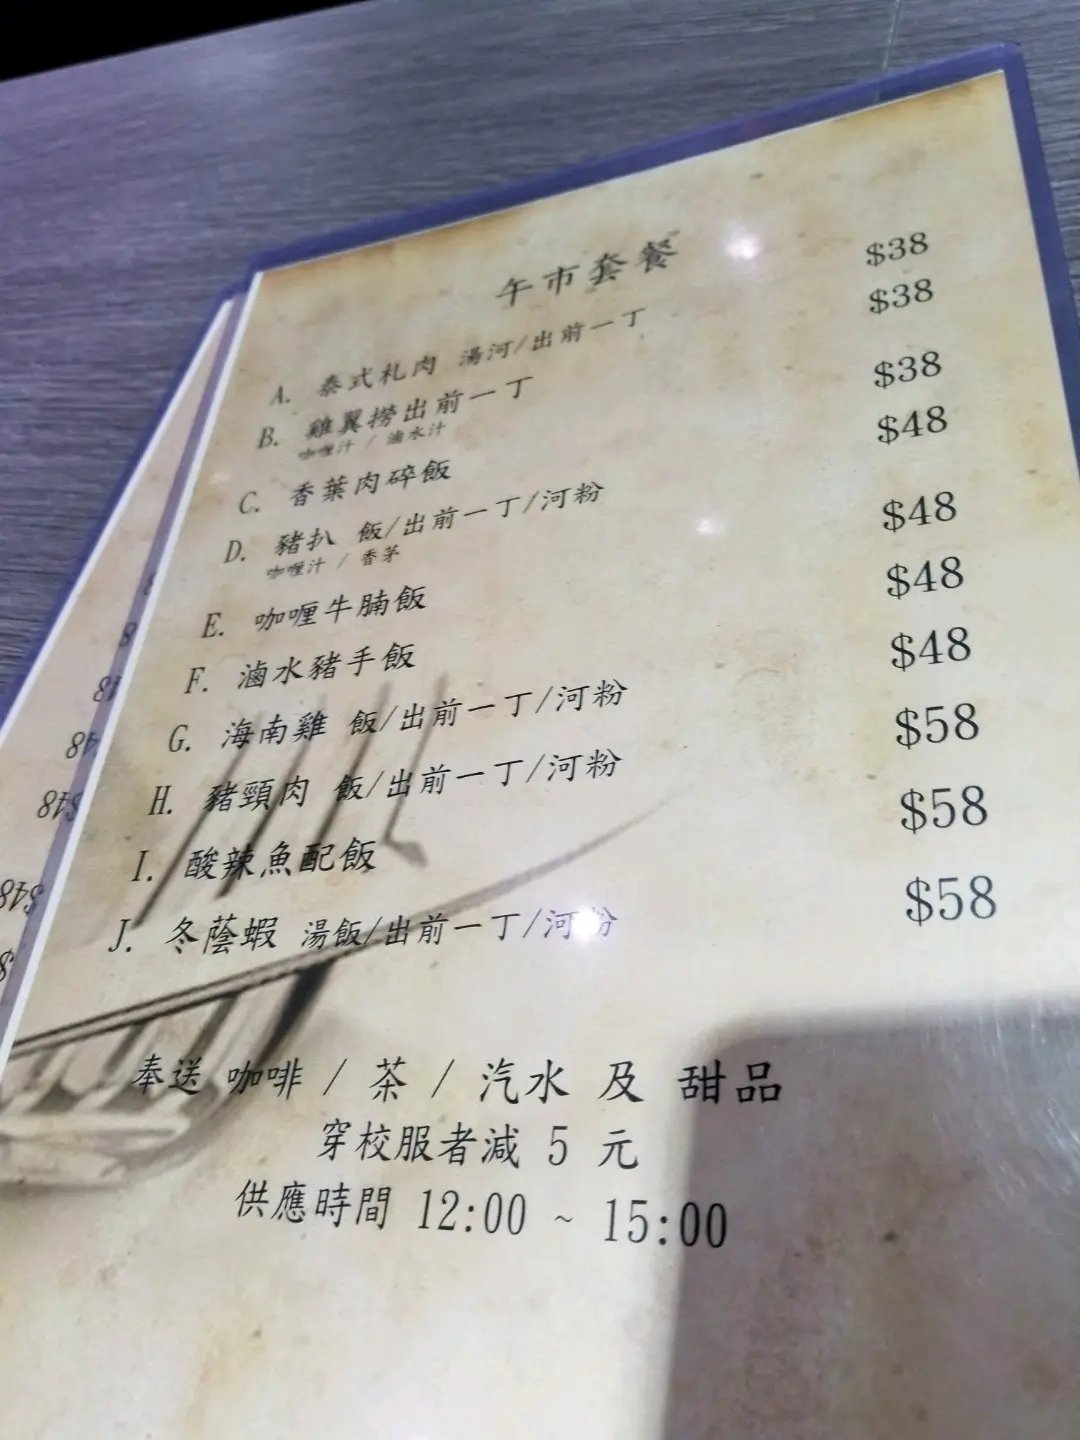 午市套餐
A. 泰式札肉 湯河/出前一丁 $38
B. 雞翼撈出前一丁 $38
咖喱汁 / 滷水汁
C. 香葉肉碎飯 $38
D. 豬扒 飯/出前一丁/河粉 $48
咖喱汁 / 香茅
E. 咖喱牛腩飯 $48
F. 滷水豬手飯 $48
G. 海南雞 飯/出前一丁/河粉 $48
H. 豬頸肉 飯/出前一丁/河粉 $58
I. 酸辣魚配飯 $58
J. 冬蔭蝦 湯飯/出前一丁/河粉 $58
奉送 咖啡 / 茶 / 汽水 及 甜品
穿校服者減 5 元
供應時間 12:00 ~ 15:00